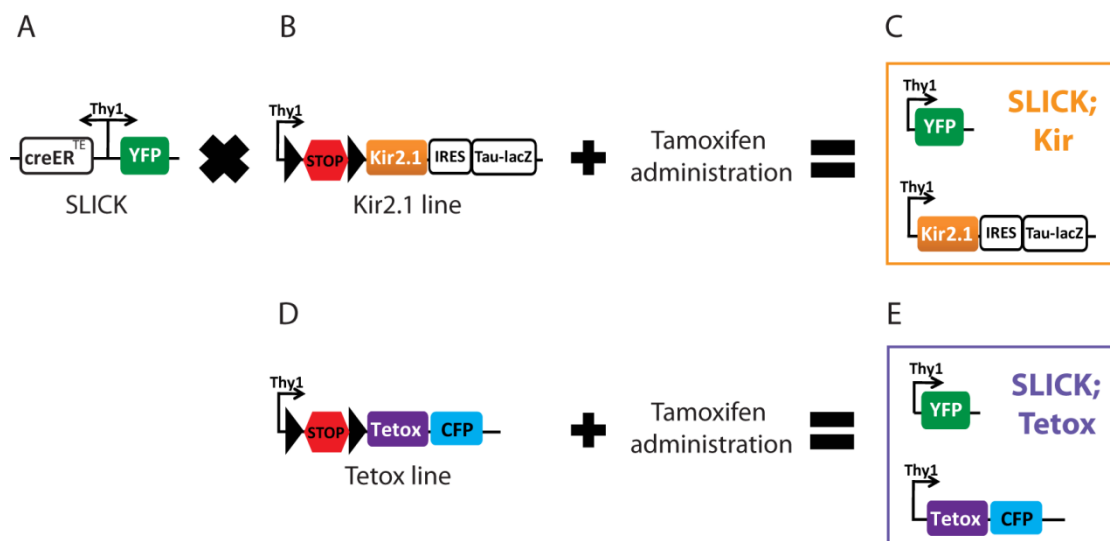 A
B
C
Thy1
creER TE
YFP
SLICK
Thy1
STOP
Kir2.1
IRES
Tau-lacZ
Kir2.1 line
Tamoxifen
administration
Thy1
YFP
SLICK;
Kir
Thy1
Kir2.1
IRES
Tau-lacZ
D
E
Thy1
STOP
Tetox
CFP
Tetox line
Tamoxifen
administration
Thy1
YFP
SLICK;
Tetox
Thy1
Tetox
CFP